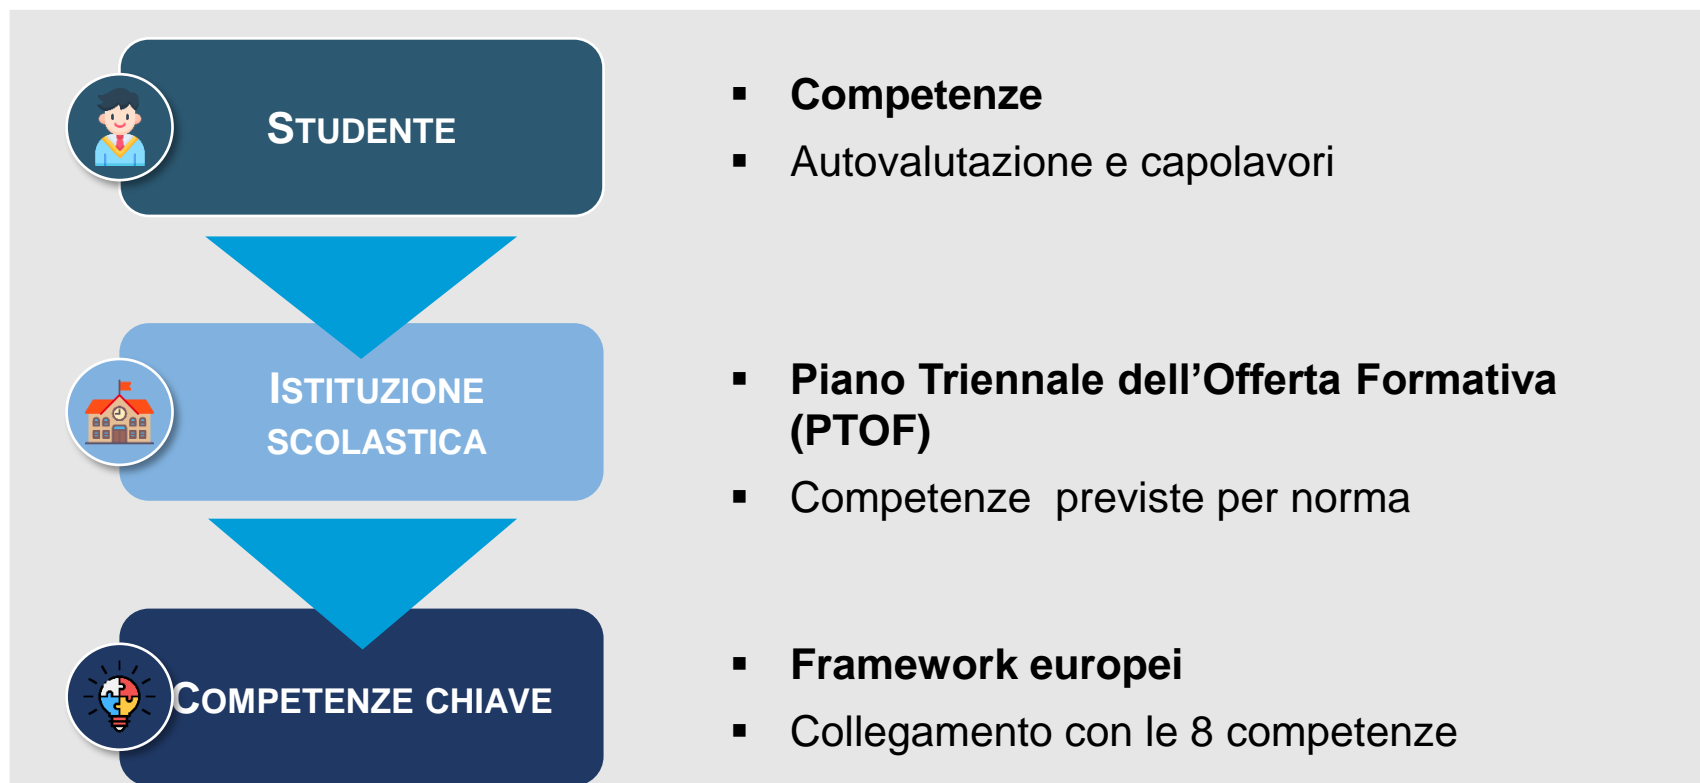 STUDENTE
▪ Competenze
▪ Autovalutazione e capolavori
ISTITUZIONE
SCOLASTICA
▪ Piano Triennale dell’Offerta Formativa
(PTOF)
▪ Competenze  previste per norma
COMPETENZE CHIAVE
▪ Framework europei
▪ Collegamento con le 8 competenze